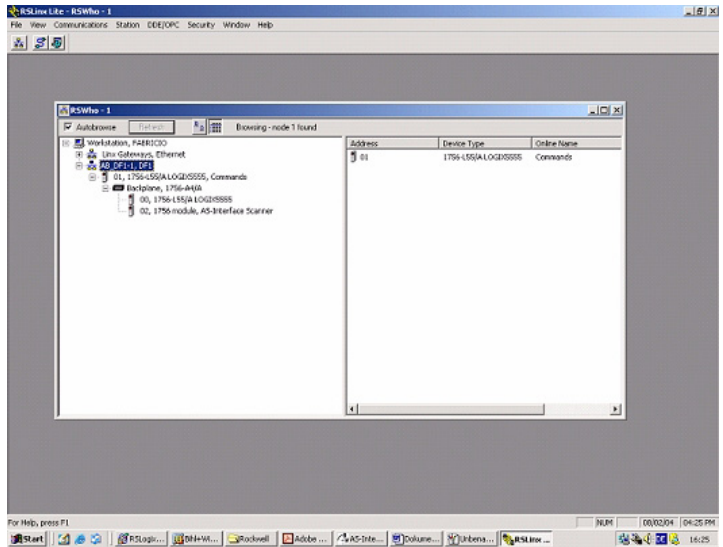 RSLinx Lite - RSWho - 1
File View Communications Station DDE/OPC Security Window Help
RSWho - 1
Autobrowse Refresh Browsing - node 1 found
Workstation, FABRICIO
Linx Gateways, Ethernet
AB_DF1-1, DF1
01, 1756-L55/A LOGIX5555, Commands
Backplane, 1756-A4/A
00, 1756-L55/A LOGIX5555
02, 1756-module, AS-Interface Scanner
Address Device Type Online Name
01 1756-L55/A LOGIX5555 Commands
For Help, press F1
NUM 08/02/04 04:25 PM
Start RSLogix... Bihl+Wi... Rockwell Adobe ... AS-Inte... Dokume... Unbena... RSLinx ... 16:25